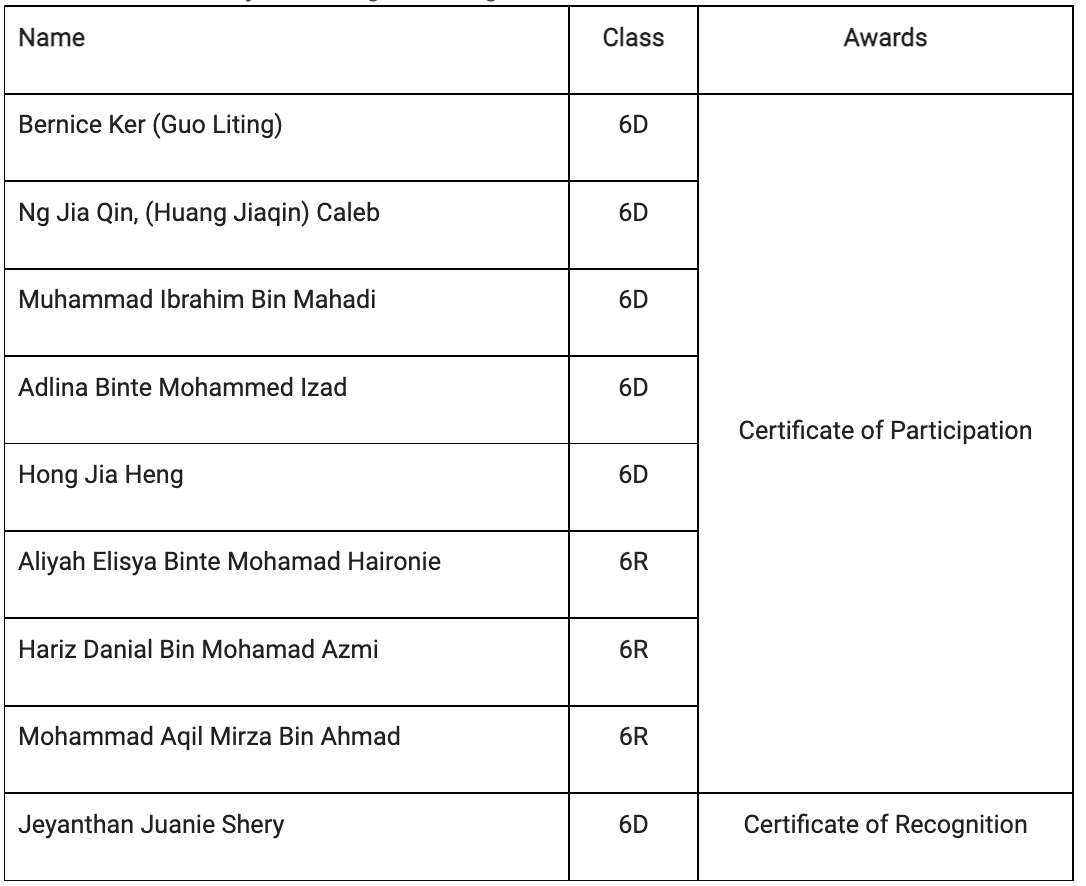 Name Class Awards
Bernice Ker (Guo Liting) 6D
Ng Jia Qin, (Huang Jiaqin) Caleb 6D
Muhammad Ibrahim Bin Mahadi 6D
Adlina Binte Mohammed Izad 6D
Certificate of Participation
Hong Jia Heng 6D
Aliyah Elisya Binte Mohamad Haironie 6R
Hariz Danial Bin Mohamad Azmi 6R
Mohammad Aqil Mirza Bin Ahmad 6R
Jeyanthan Juanie Shery 6D Certificate of Recognition